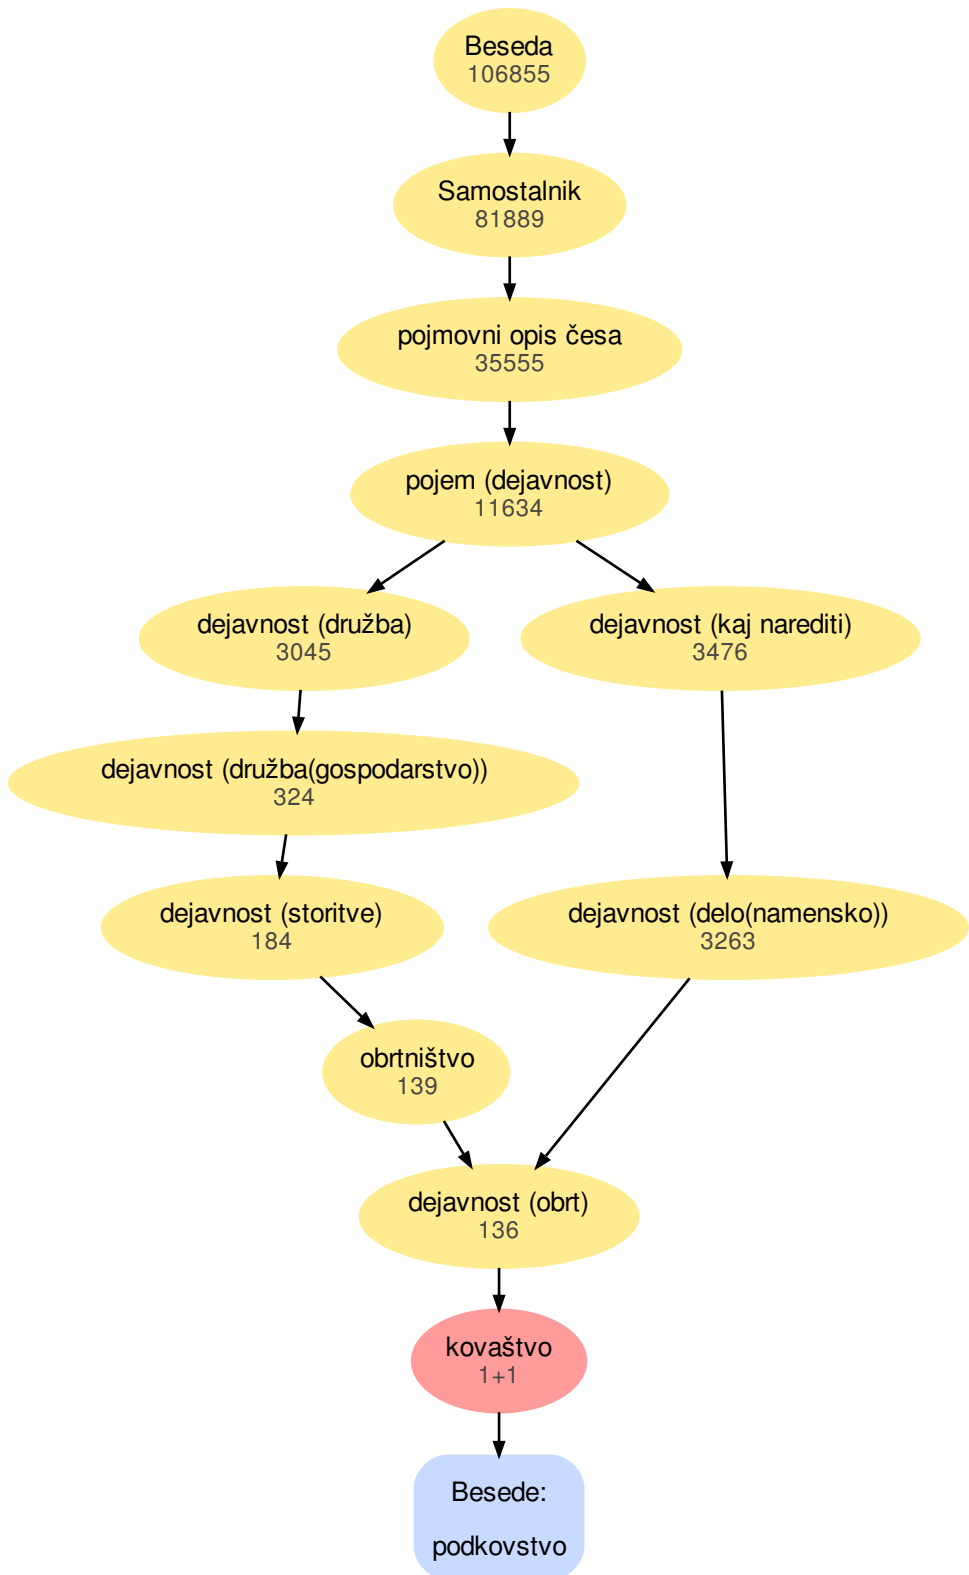 Beseda
106855
Samostalnik
81889
pojmovni opis česa
35555
pojem (dejavnost)
11634
dejavnost (družba)
3045
dejavnost (kaj narediti)
3476
dejavnost (družba(gospodarstvo))
324
dejavnost (storitve)
184
dejavnost (delo(namensko))
3263
obrtništvo
139
dejavnost (obrt)
136
kovaštvo
1+1
Besede:
podkovstvo